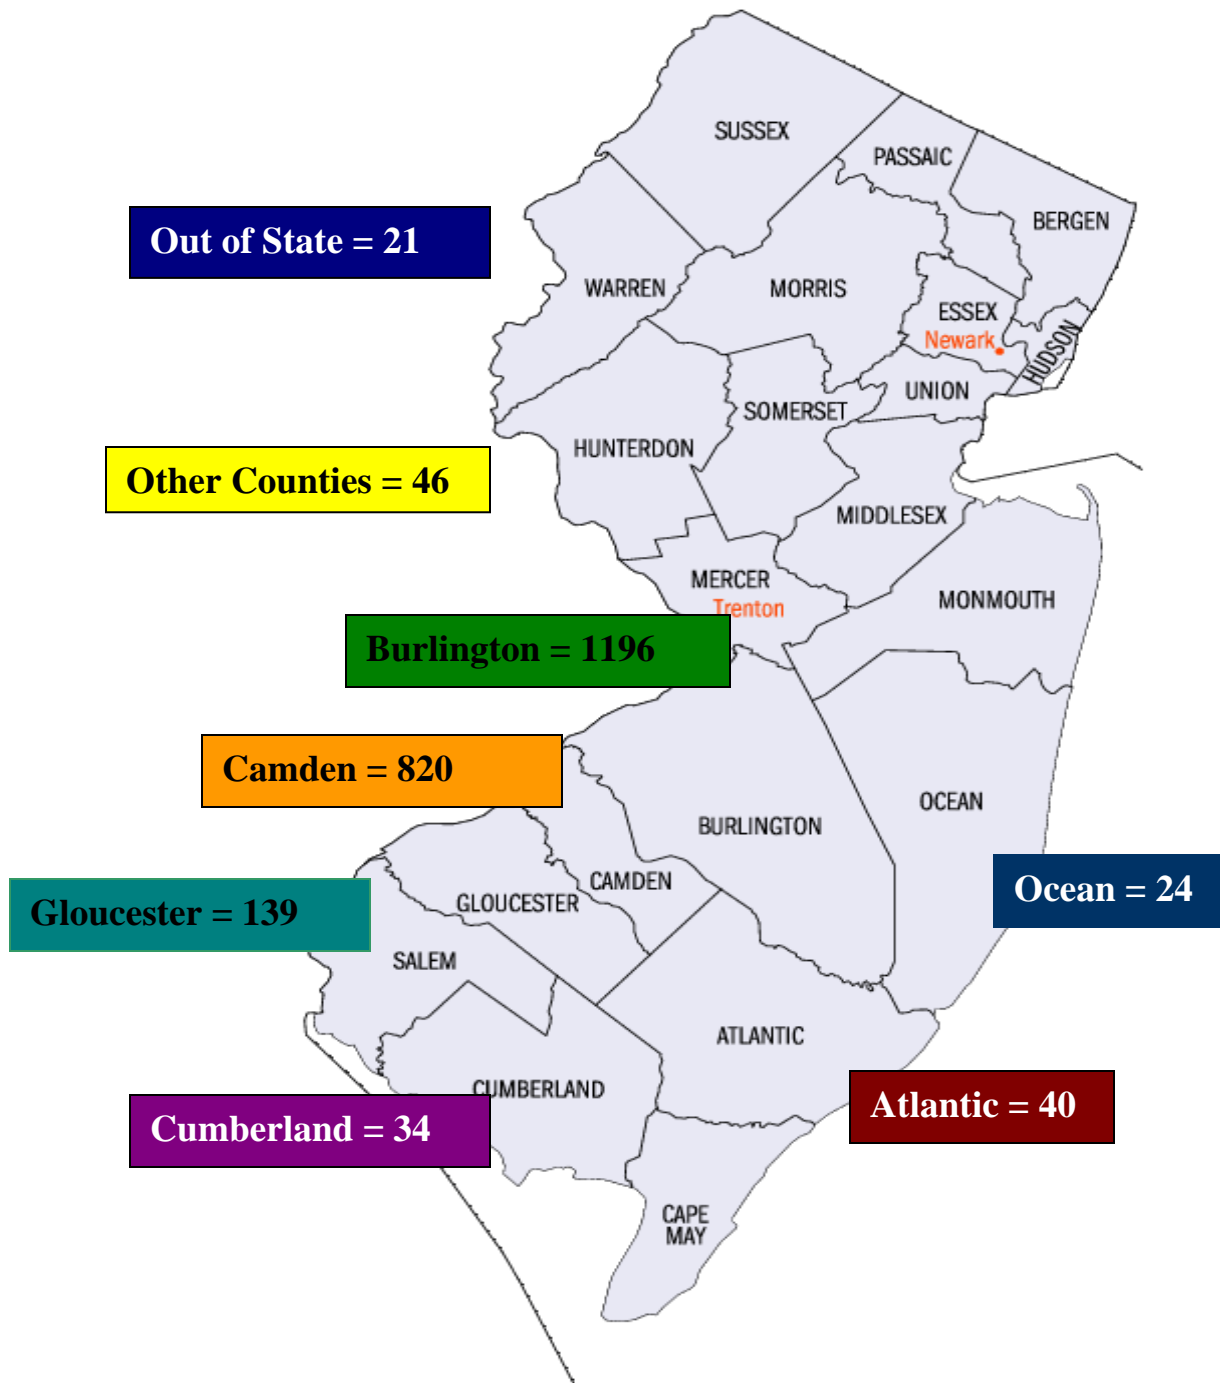 SUSSEX
PASSAIC
BERGEN
Out of State = 21
WARREN
MORRIS
ESSEX
Newark
HUDSON
UNION
SOMERSET
HUNTERDON
Other Counties = 46
MIDDLESEX
MERCER
Trenton
MONMOUTH
Burlington = 1196
Camden = 820
OCEAN
BURLINGTON
CAMDEN
GLOUCESTER
Ocean = 24
Gloucester = 139
SALEM
ATLANTIC
CUMBERLAND
Atlantic = 40
Cumberland = 34
CAPE
MAY